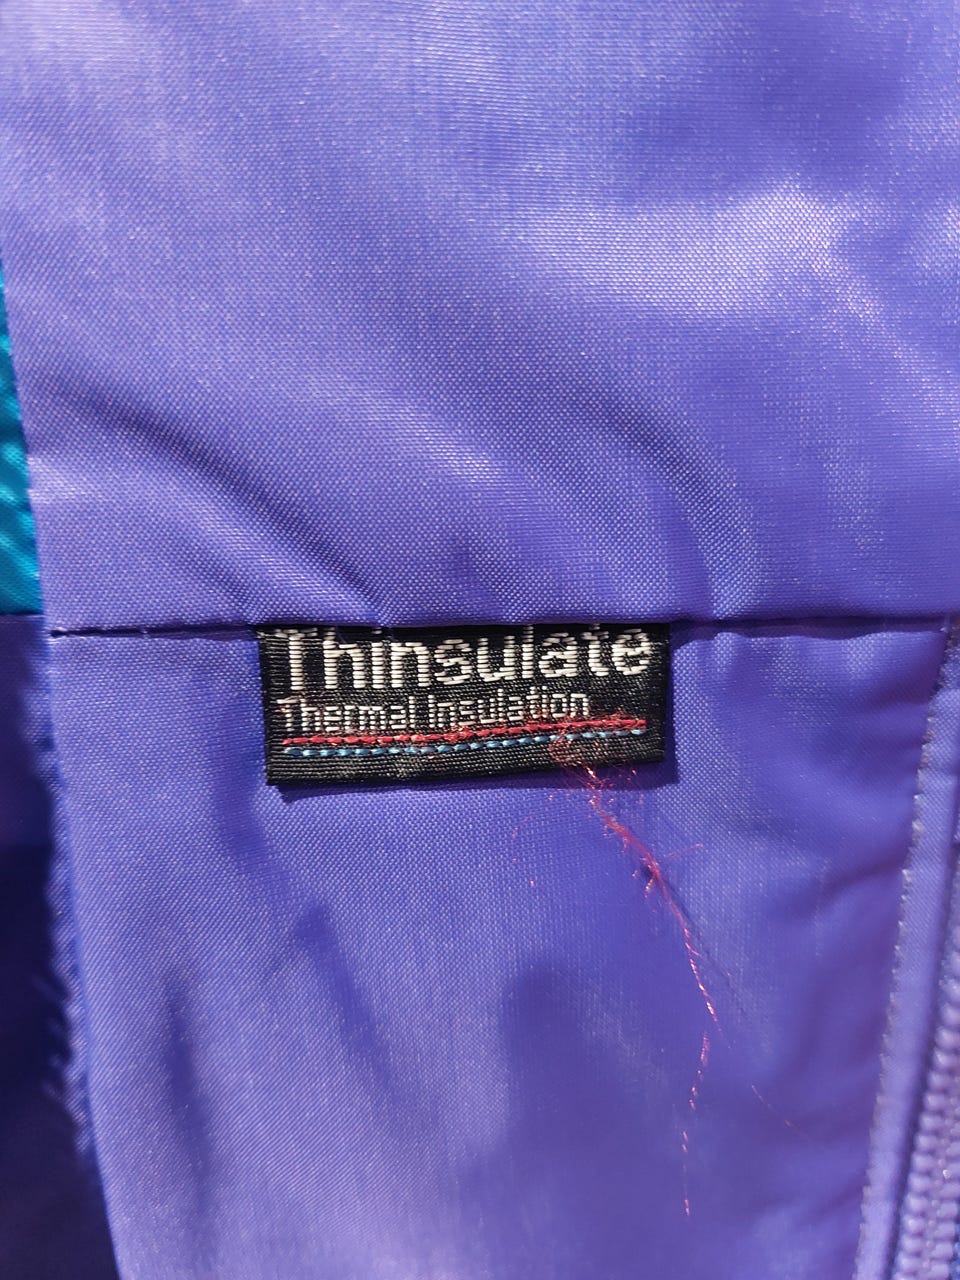 Thinsulate
Thermal Insulation